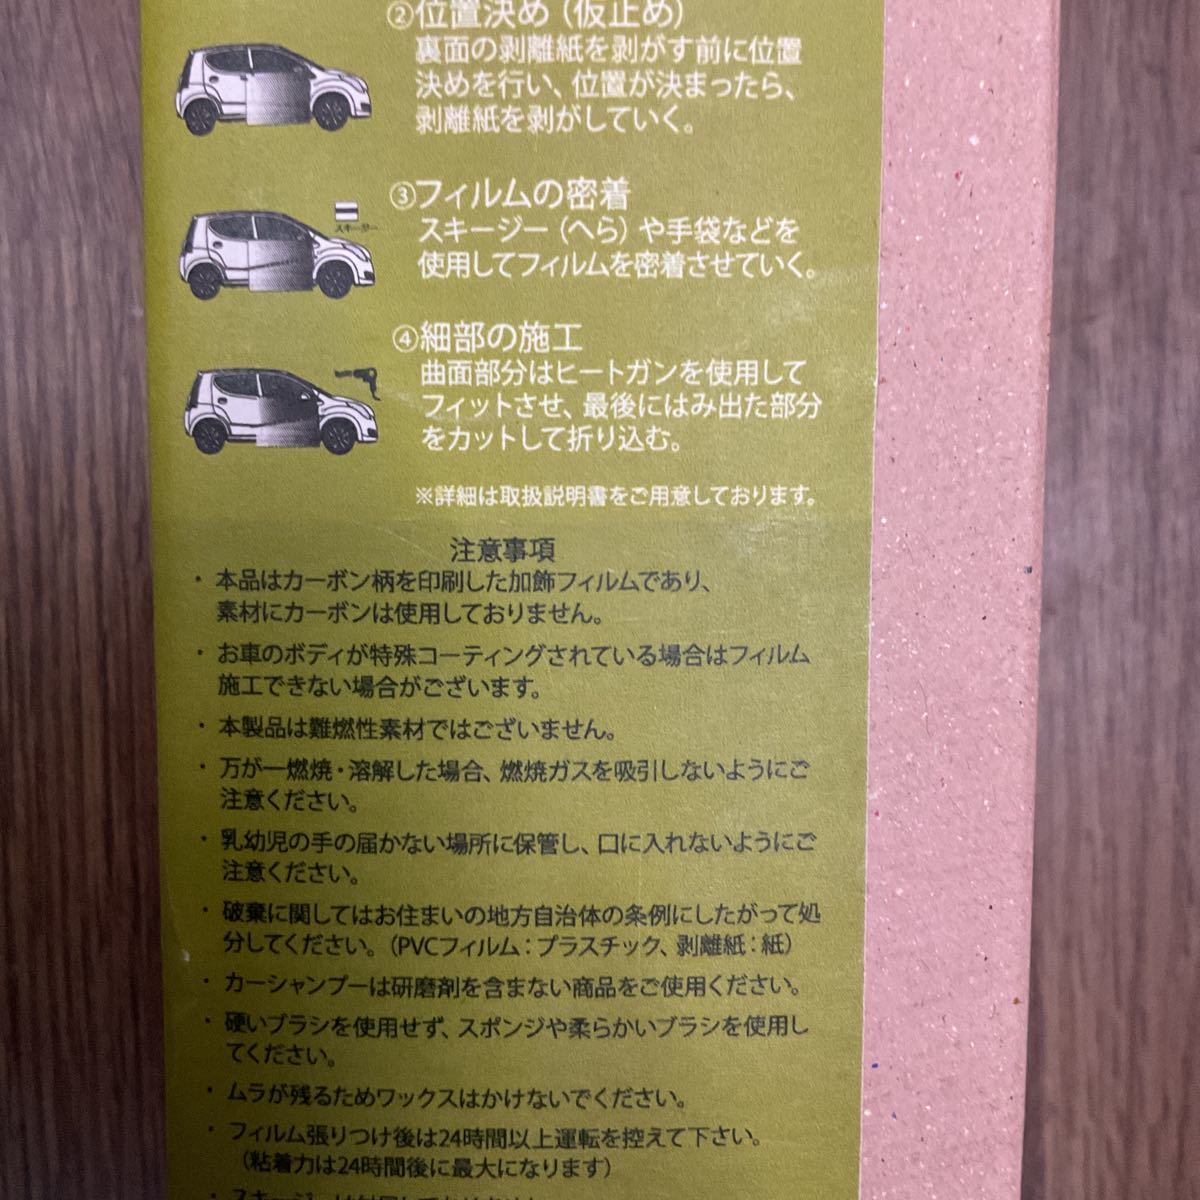 ②位置決め（仮止め）
裏面の剥離紙を剥がす前に位置
決めを行い、位置が決まったら、
剥離紙を剥がしていく。
③フィルムの密着
スキージー
スキージー（へら）や手袋などを
使用してフィルムを密着させていく。
④細部の施工
曲面部分はヒートガンを使用して
フィットさせ、最後にはみ出た部分
をカットして折り込む。
※詳細は取扱説明書をご用意しております。
注意事項
・本品はカーボン柄を印刷した加飾フィルムであり、
素材にカーボンは使用しておりません。
・お車のボディが特殊コーティングされている場合はフィルム
施工できない場合がございます。
・本製品は難燃性素材ではございません。
・万が一燃焼・溶解した場合、燃焼ガスを吸引しないようにご
注意ください。
・乳幼児の手の届かない場所に保管し、口に入れないようにご
注意ください。
・破棄に関してはお住まいの地方自治体の条例にしたがって処
分してください。（PVCフィルム：プラスチック、剥離紙：紙）
・カーシャンプーは研磨剤を含まない商品をご使用ください。
・硬いブラシを使用せず、スポンジや柔らかいブラシを使用し
てください。
・ムラが残るためワックスはかけないでください。
・フィルム張りつけ後は24時間以上運転を控えて下さい。
（粘着力は24時間後に最大になります）